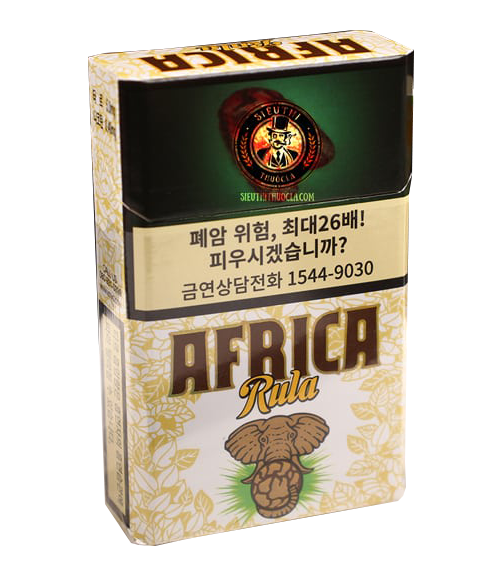 AFRICA
Rula
SIEUTHI
THUOCLA
SIEUTHITHUOCLA.COM
폐암 위험, 최대26배!
피우시겠습니까?
금연상담전화 1544-9030
AFRICA
Rula